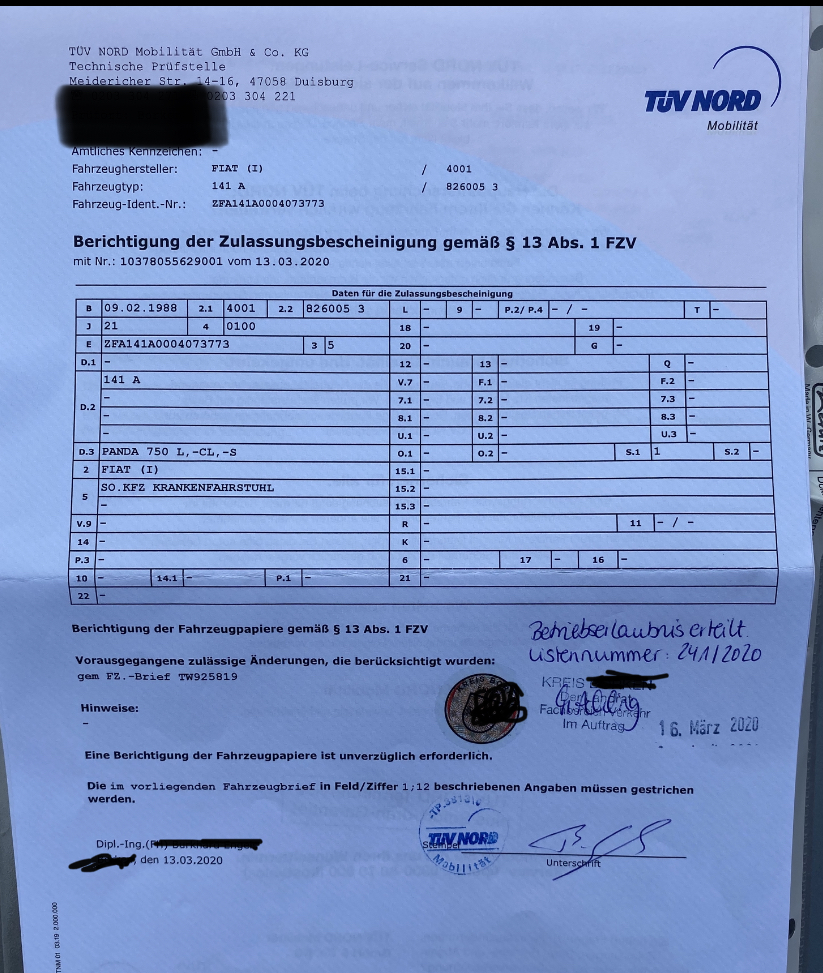 TÜV NORD Mobilität GmbH & Co. KG
Technische Prüfstelle
Meidericher Str. 14-16, 47058 Duisburg
0203 304 221
TÜV NORD
Mobilität
Amtliches Kennzeichen: -
Fahrzeughersteller: FIAT (I) / 4001
Fahrzeugtyp: 141 A / 826005 3
Fahrzeug-Ident.-Nr.: ZFA141A0004073773
Berichtigung der Zulassungsbescheinigung gemäß § 13 Abs. 1 FZV
mit Nr.: 10378055629001 vom 13.03.2020
Daten für die Zulassungsbescheinigung
B 09.02.1988 2.1 4001 2.2 826005 3 L - 9 - P.2/ P.4 - / - T -
J 21 4 0100 18 - 19 -
E ZFA141A0004073773 3 5 20 - G -
D.1 - 12 - 13 - Q -
D.2 141 A V.7 - F.1 - F.2 -
- 7.1 - 7.2 - 7.3 -
- 8.1 - 8.2 - 8.3 -
- U.1 - U.2 - U.3 -
D.3 PANDA 750 L,-CL,-S O.1 - O.2 - S.1 1 S.2 -
2 FIAT (I) 15.1 -
5 SO.KFZ KRANKENFAHRSTUHL 15.2 -
- 15.3 -
V.9 - R - 11 - / -
14 - K -
P.3 - 6 - 17 - 16 -
10 - 14.1 - P.1 - 21 -
22 -
Berichtigung der Fahrzeugpapiere gemäß § 13 Abs. 1 FZV
Betriebserlaubnis erteilt.
Listennummer: 241/2020
Vorausgegangene zulässige Änderungen, die berücksichtigt wurden:
gem FZ.-Brief TW925819
KREIS
KREIS
Der Landrat
Fachbereich Verkehr
Im Auftrag
16. März 2020
Hinweise:
-
Eine Berichtigung der Fahrzeugpapiere ist unverzüglich erforderlich.
Die im vorliegenden Fahrzeugbrief in Feld/Ziffer 1;12 beschriebenen Angaben müssen gestrichen
werden.
Dipl.-Ing.
, den 13.03.2020
TÜV NORD
Mobilität
Stempel
Unterschrift